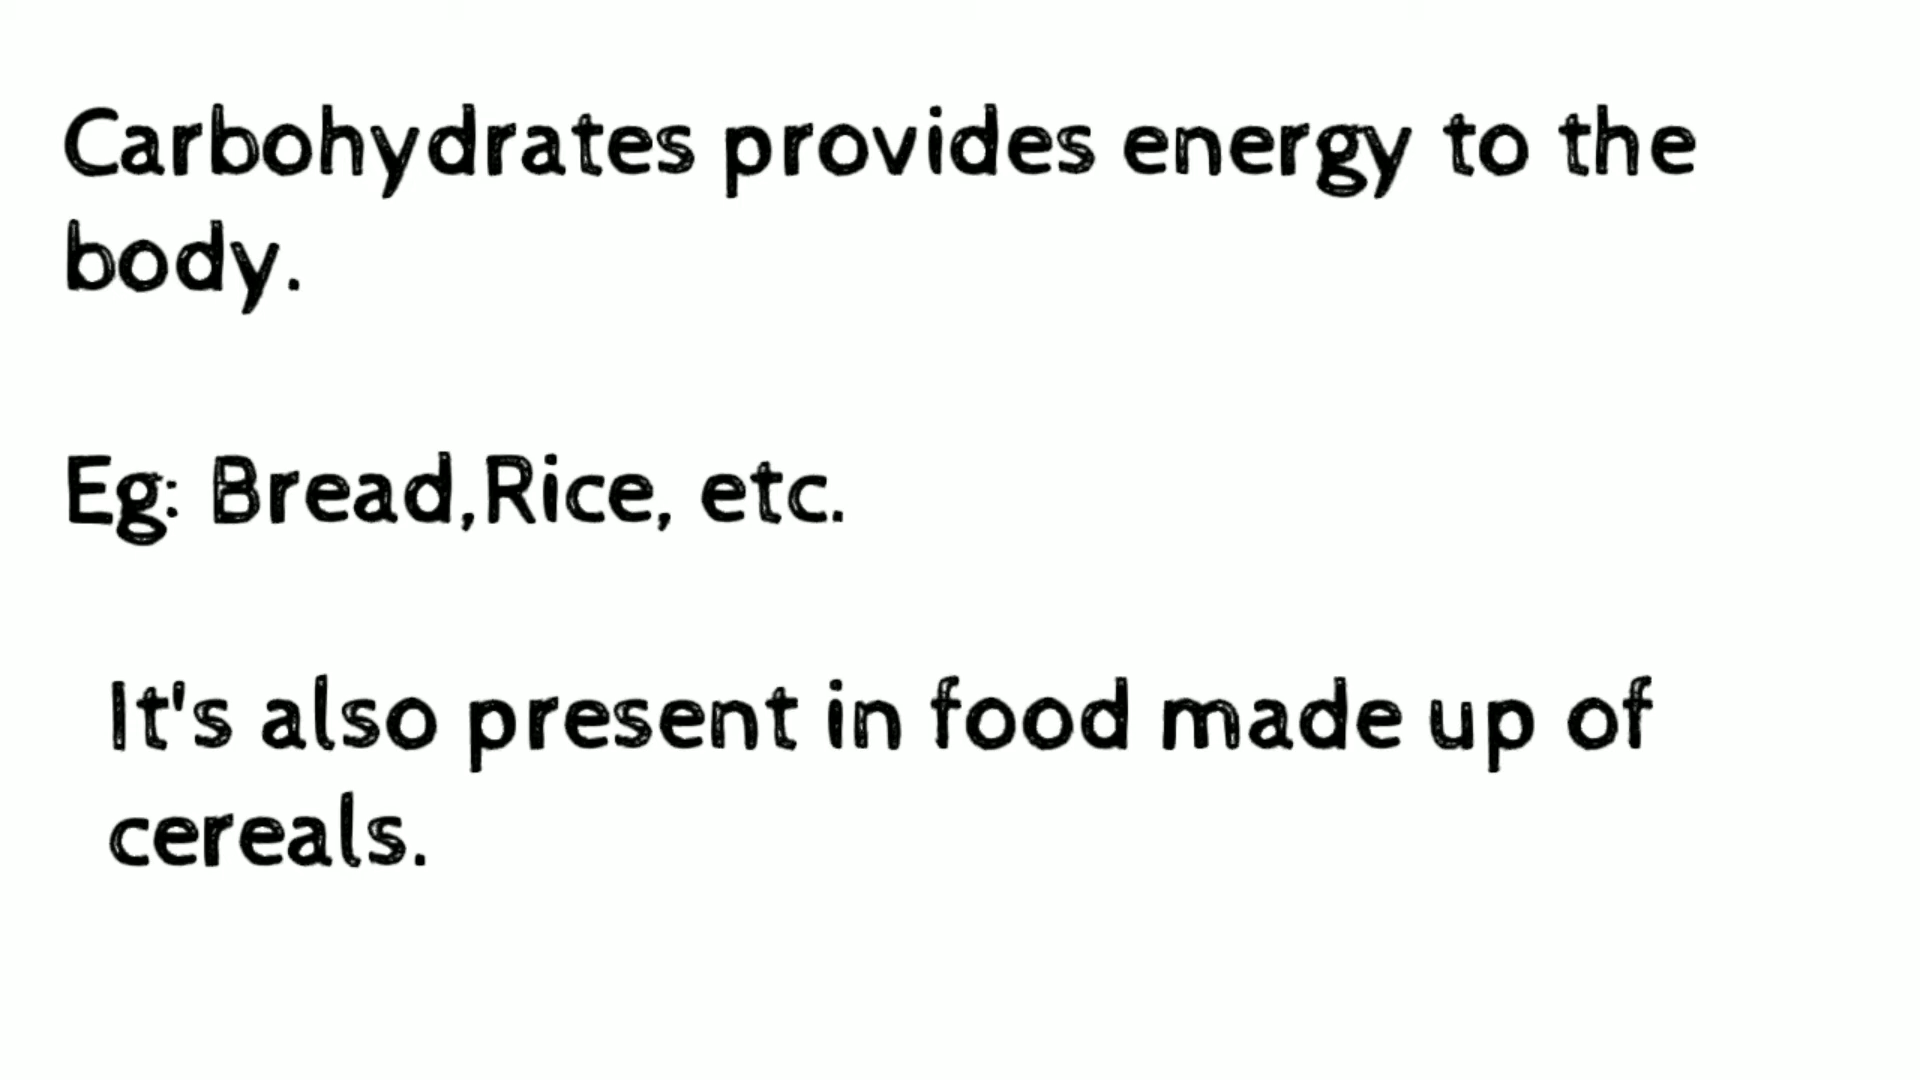 Carbohydrates provides energy to the
body.
Eg: Bread,Rice, etc.
It's also present in food made up of
cereals.